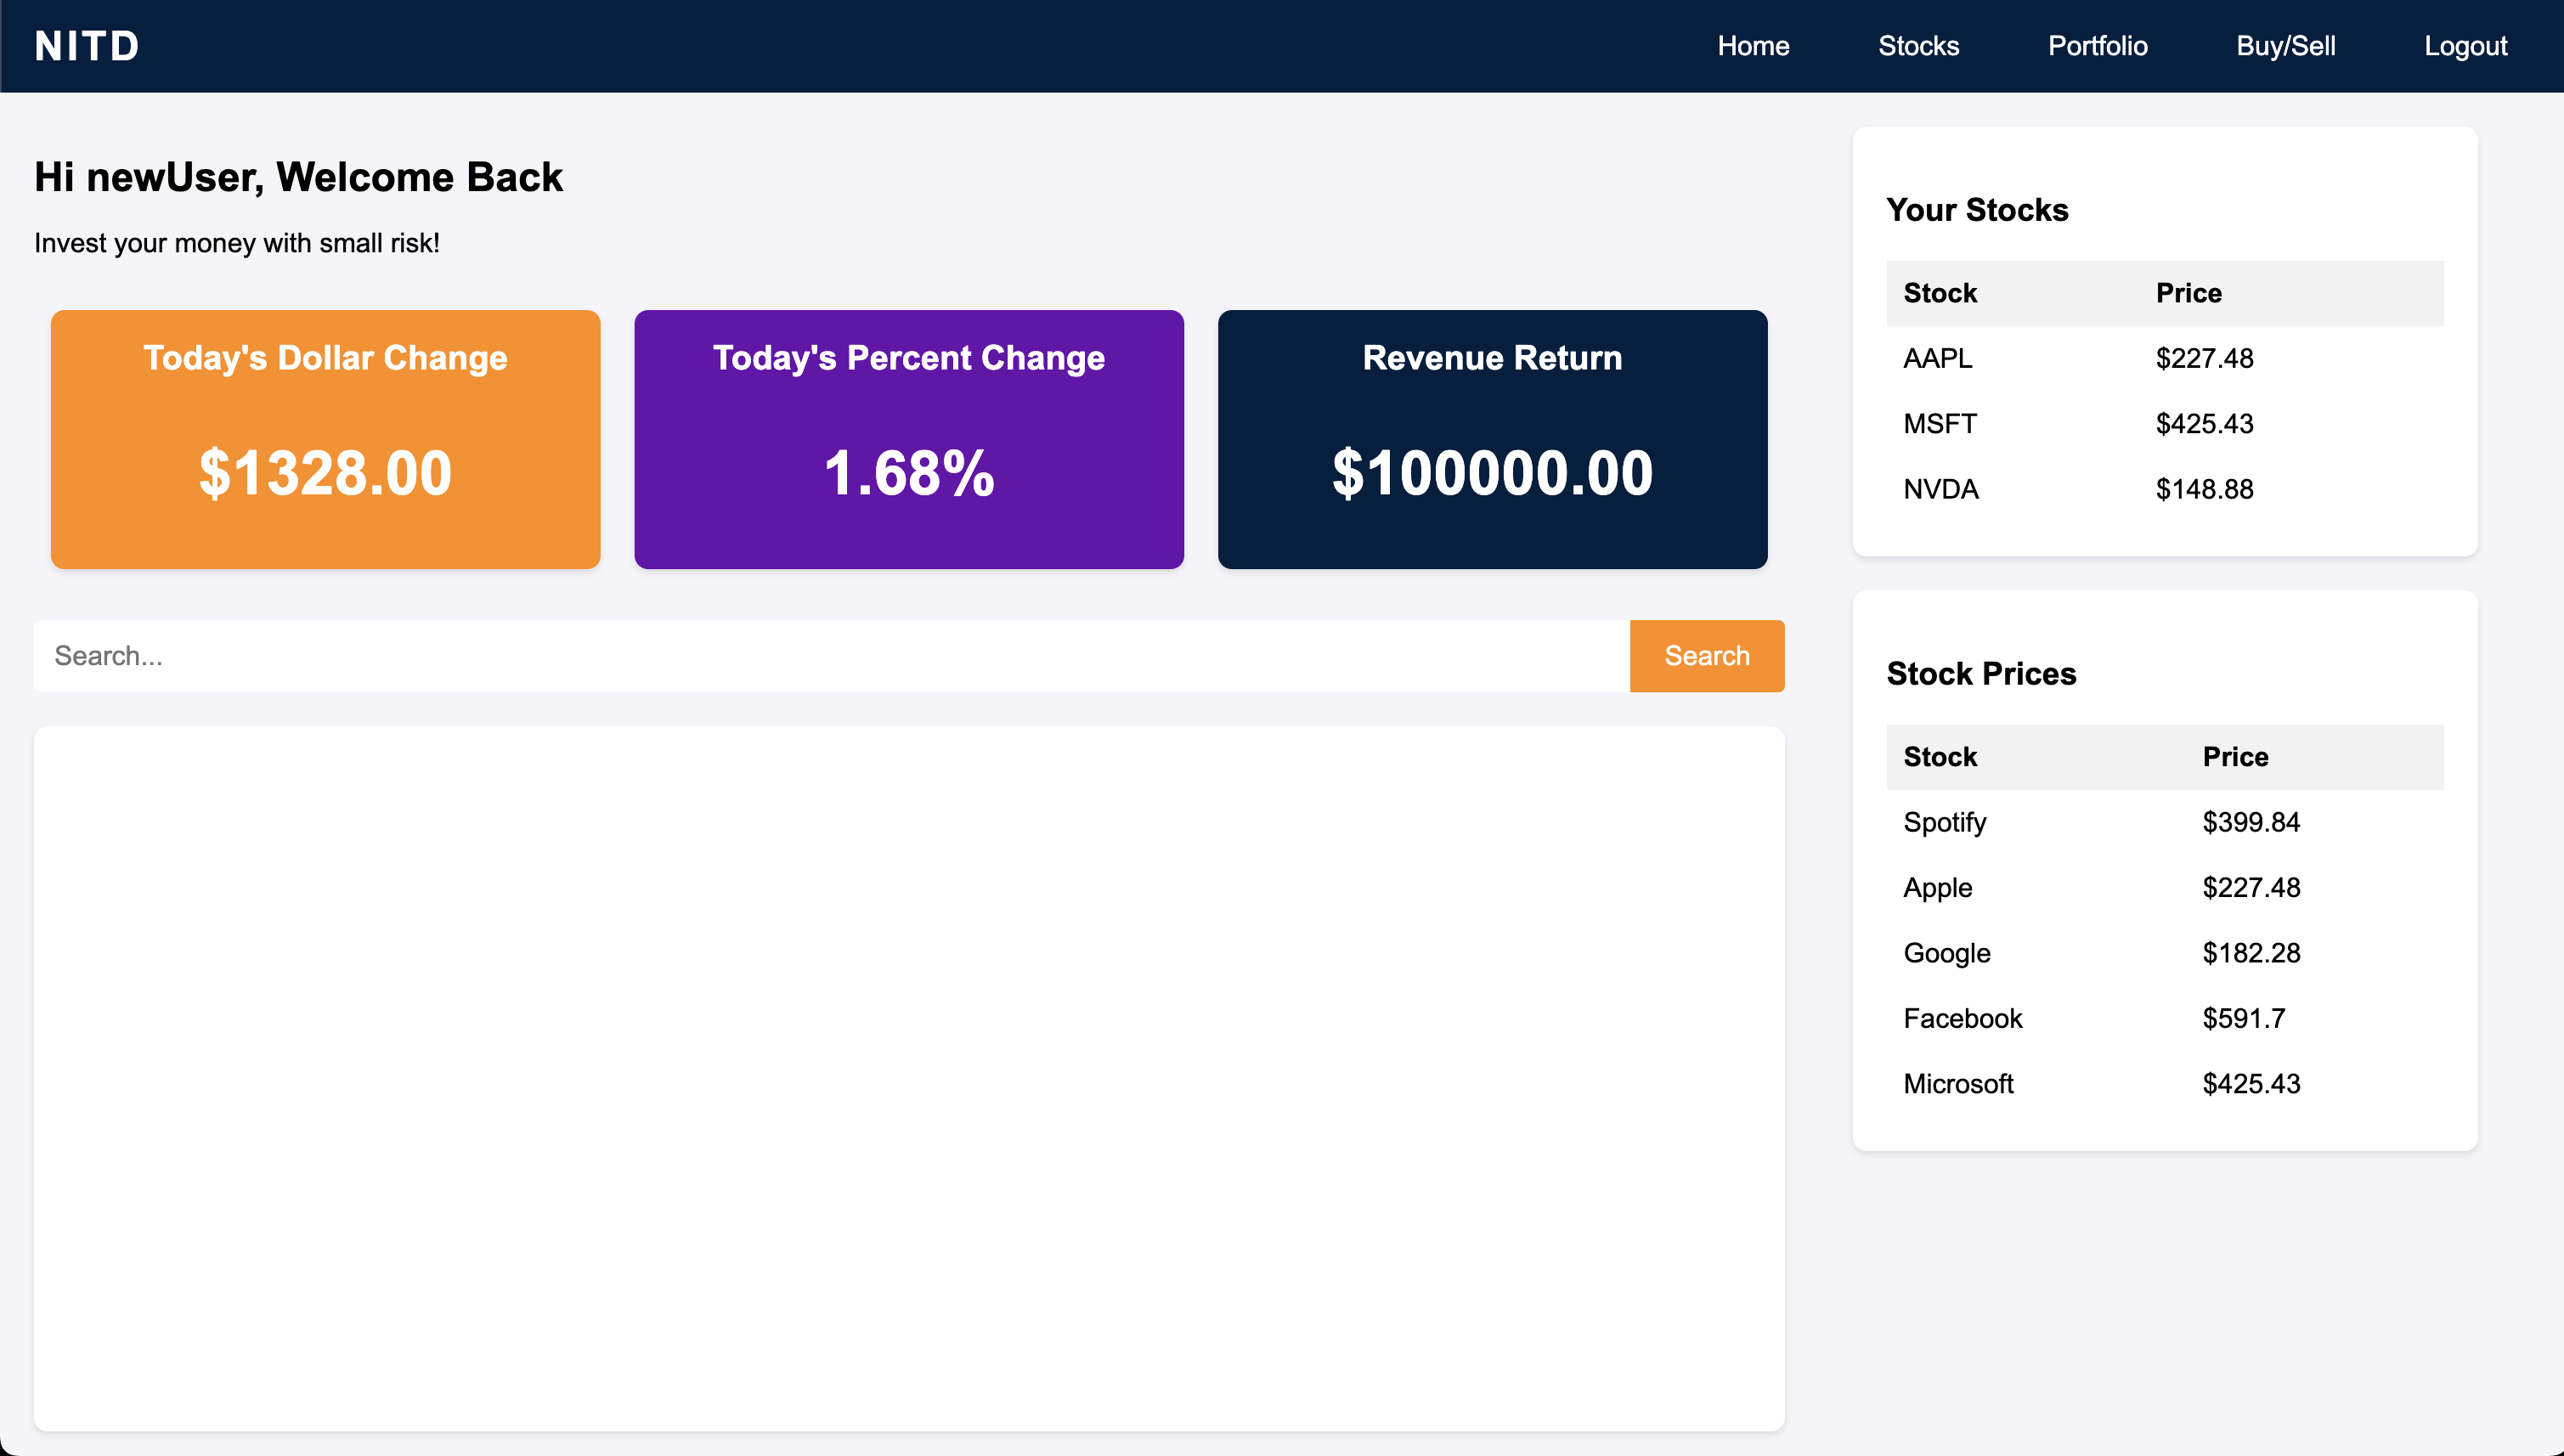 NITD
Home Stocks Portfolio Buy/Sell Logout
Hi newUser, Welcome Back
Invest your money with small risk!
Today's Dollar Change
$1328.00
Today's Percent Change
1.68%
Revenue Return
$100000.00
Search...
Search
Your Stocks
Stock Price
AAPL $227.48
MSFT $425.43
NVDA $148.88
Stock Prices
Stock Price
Spotify $399.84
Apple $227.48
Google $182.28
Facebook $591.7
Microsoft $425.43